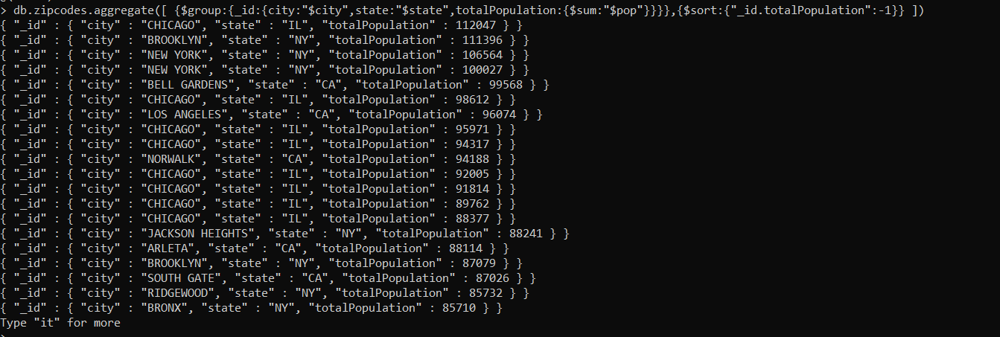 > db.zipcodes.aggregate([ {$group:{_id:{city:"$city",state:"$state",totalPopulation:{$sum:"$pop"}}}},{$sort:{"_id.totalPopulation":-1}} ])
{ "_id" : { "city" : "CHICAGO", "state" : "IL", "totalPopulation" : 112047 } }
{ "_id" : { "city" : "BROOKLYN", "state" : "NY", "totalPopulation" : 111396 } }
{ "_id" : { "city" : "NEW YORK", "state" : "NY", "totalPopulation" : 106564 } }
{ "_id" : { "city" : "NEW YORK", "state" : "NY", "totalPopulation" : 100027 } }
{ "_id" : { "city" : "BELL GARDENS", "state" : "CA", "totalPopulation" : 99568 } }
{ "_id" : { "city" : "CHICAGO", "state" : "IL", "totalPopulation" : 98612 } }
{ "_id" : { "city" : "LOS ANGELES", "state" : "CA", "totalPopulation" : 96074 } }
{ "_id" : { "city" : "CHICAGO", "state" : "IL", "totalPopulation" : 95971 } }
{ "_id" : { "city" : "CHICAGO", "state" : "IL", "totalPopulation" : 94317 } }
{ "_id" : { "city" : "NORWALK", "state" : "CA", "totalPopulation" : 94188 } }
{ "_id" : { "city" : "CHICAGO", "state" : "IL", "totalPopulation" : 92005 } }
{ "_id" : { "city" : "CHICAGO", "state" : "IL", "totalPopulation" : 91814 } }
{ "_id" : { "city" : "CHICAGO", "state" : "IL", "totalPopulation" : 89762 } }
{ "_id" : { "city" : "CHICAGO", "state" : "IL", "totalPopulation" : 88377 } }
{ "_id" : { "city" : "JACKSON HEIGHTS", "state" : "NY", "totalPopulation" : 88241 } }
{ "_id" : { "city" : "ARLETA", "state" : "CA", "totalPopulation" : 88114 } }
{ "_id" : { "city" : "BROOKLYN", "state" : "NY", "totalPopulation" : 87079 } }
{ "_id" : { "city" : "SOUTH GATE", "state" : "CA", "totalPopulation" : 87026 } }
{ "_id" : { "city" : "RIDGEWOOD", "state" : "NY", "totalPopulation" : 85732 } }
{ "_id" : { "city" : "BRONX", "state" : "NY", "totalPopulation" : 85710 } }
Type "it" for more